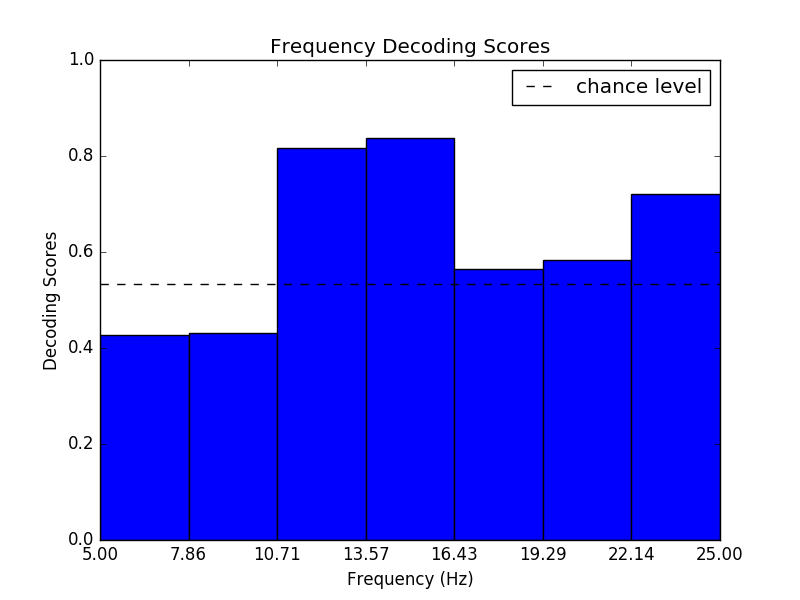 Frequency Decoding Scores
chance level
1.0
0.8
0.6
0.4
0.2
0.0
Decoding Scores
5.00 7.86 10.71 13.57 16.43 19.29 22.14 25.00
Frequency (Hz)